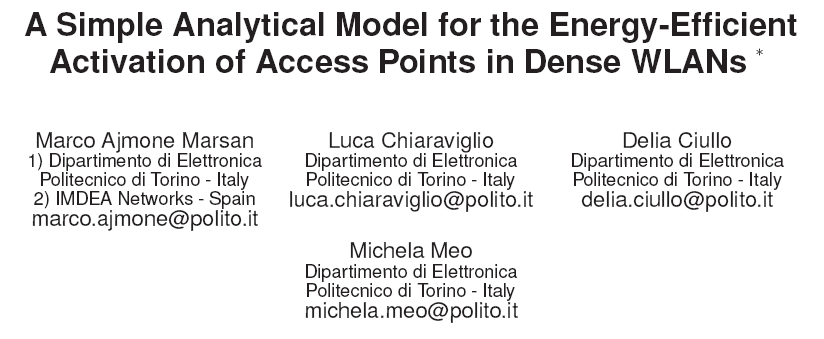 A Simple Analytical Model for the Energy-Efficient
Activation of Access Points in Dense WLANs *
Marco Ajmone Marsan
1) Dipartimento di Elettronica
Politecnico di Torino - Italy
2) IMDEA Networks - Spain
marco.ajmone@polito.it
Luca Chiaraviglio
Dipartimento di Elettronica
Politecnico di Torino - Italy
luca.chiaraviglio@polito.it
Delia Ciullo
Dipartimento di Elettronica
Politecnico di Torino - Italy
delia.ciullo@polito.it
Michela Meo
Dipartimento di Elettronica
Politecnico di Torino - Italy
michela.meo@polito.it